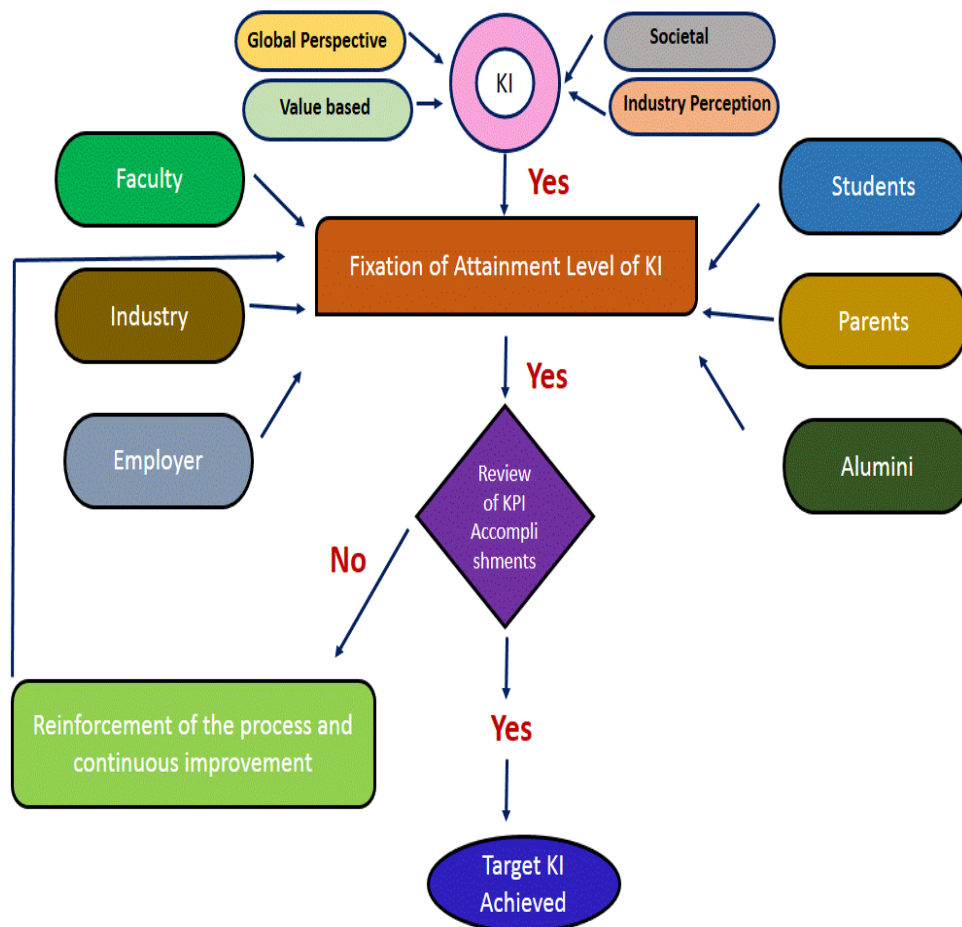 Global Perspective
Societal
KI
Value based
Industry Perception
Yes
Faculty
Students
Fixation of Attainment Level of KI
Industry
Parents
Yes
Employer
Alumini
Review
of KPI
Accompli
shments
No
Reinforcement of the process and
continuous improvement
Yes
Target KI
Achieved